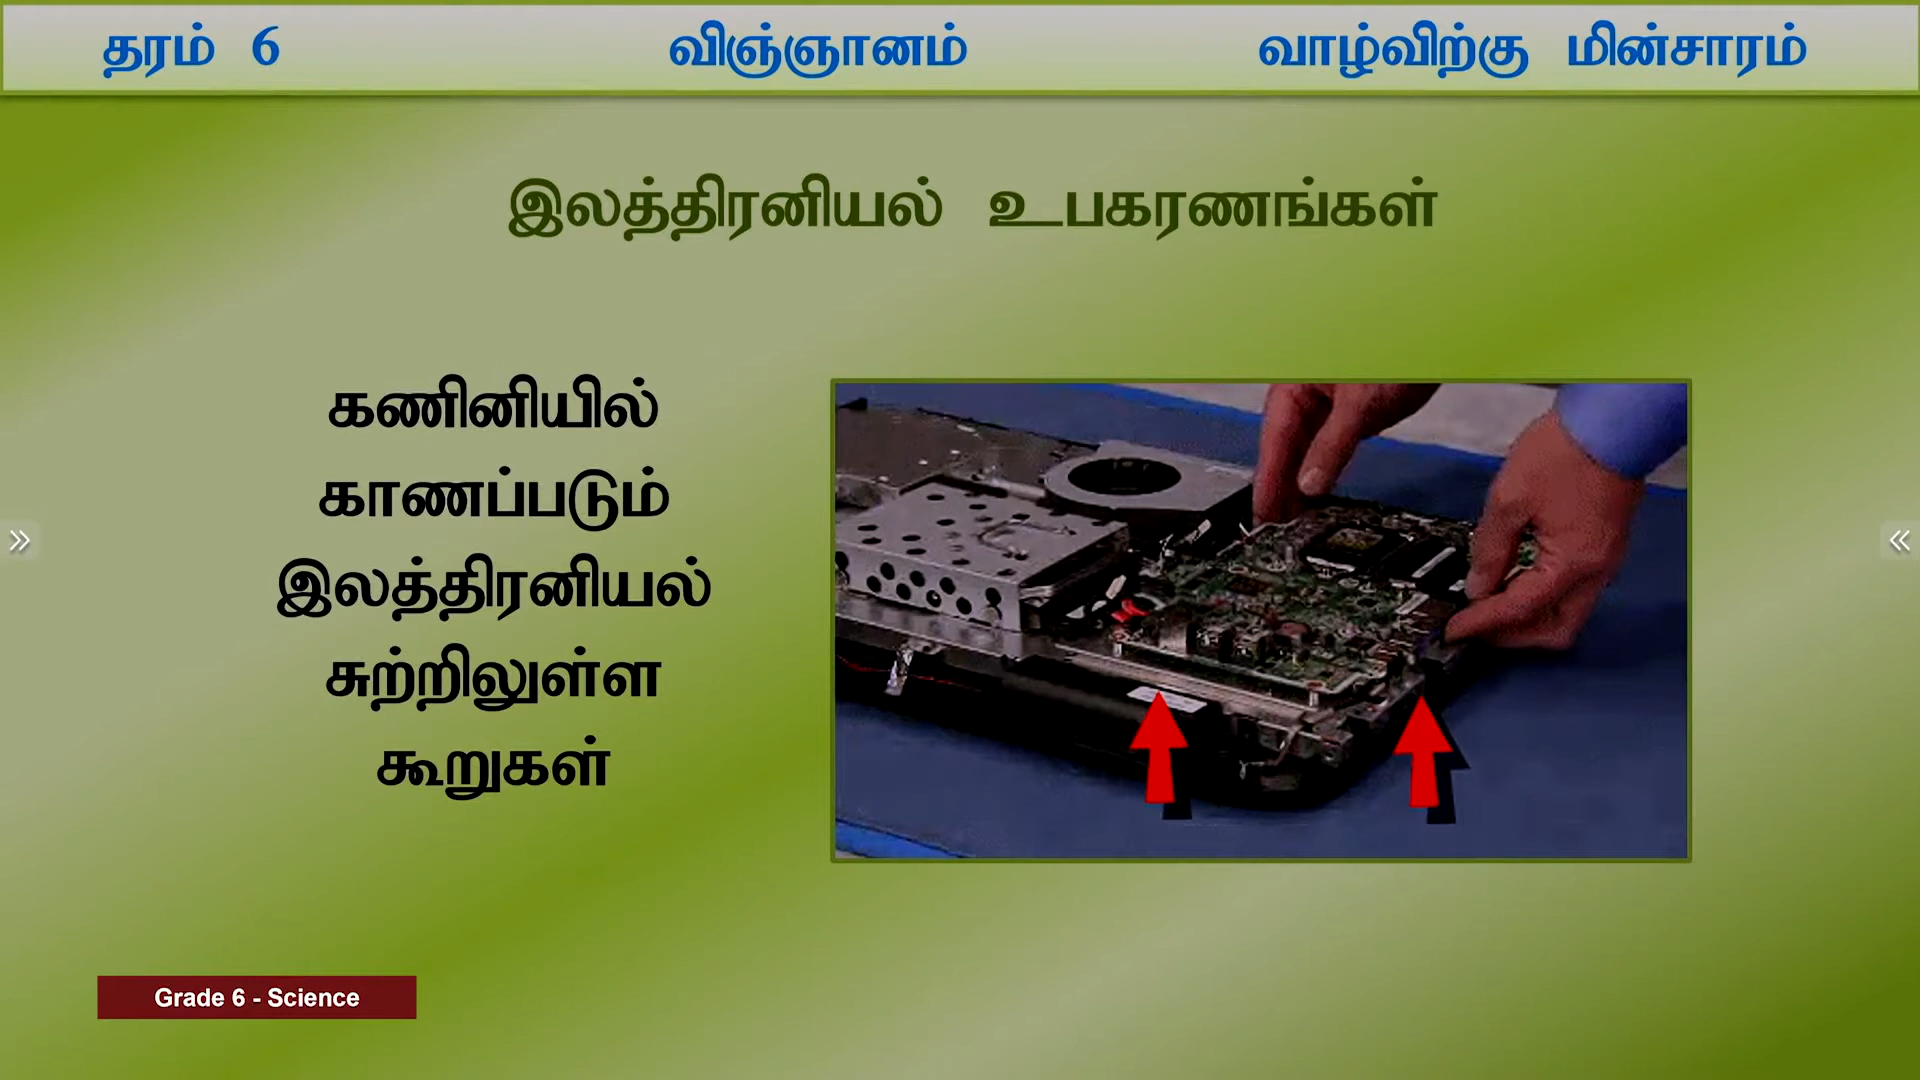 தரம் 6 விஞ்ஞானம் வாழ்விற்கு மின்சாரம்
இலத்திரனியல் உபகரணங்கள்
கணினியில்
காணப்படும்
இலத்திரனியல்
சுற்றிலுள்ள
கூறுகள்
Grade 6 - Science